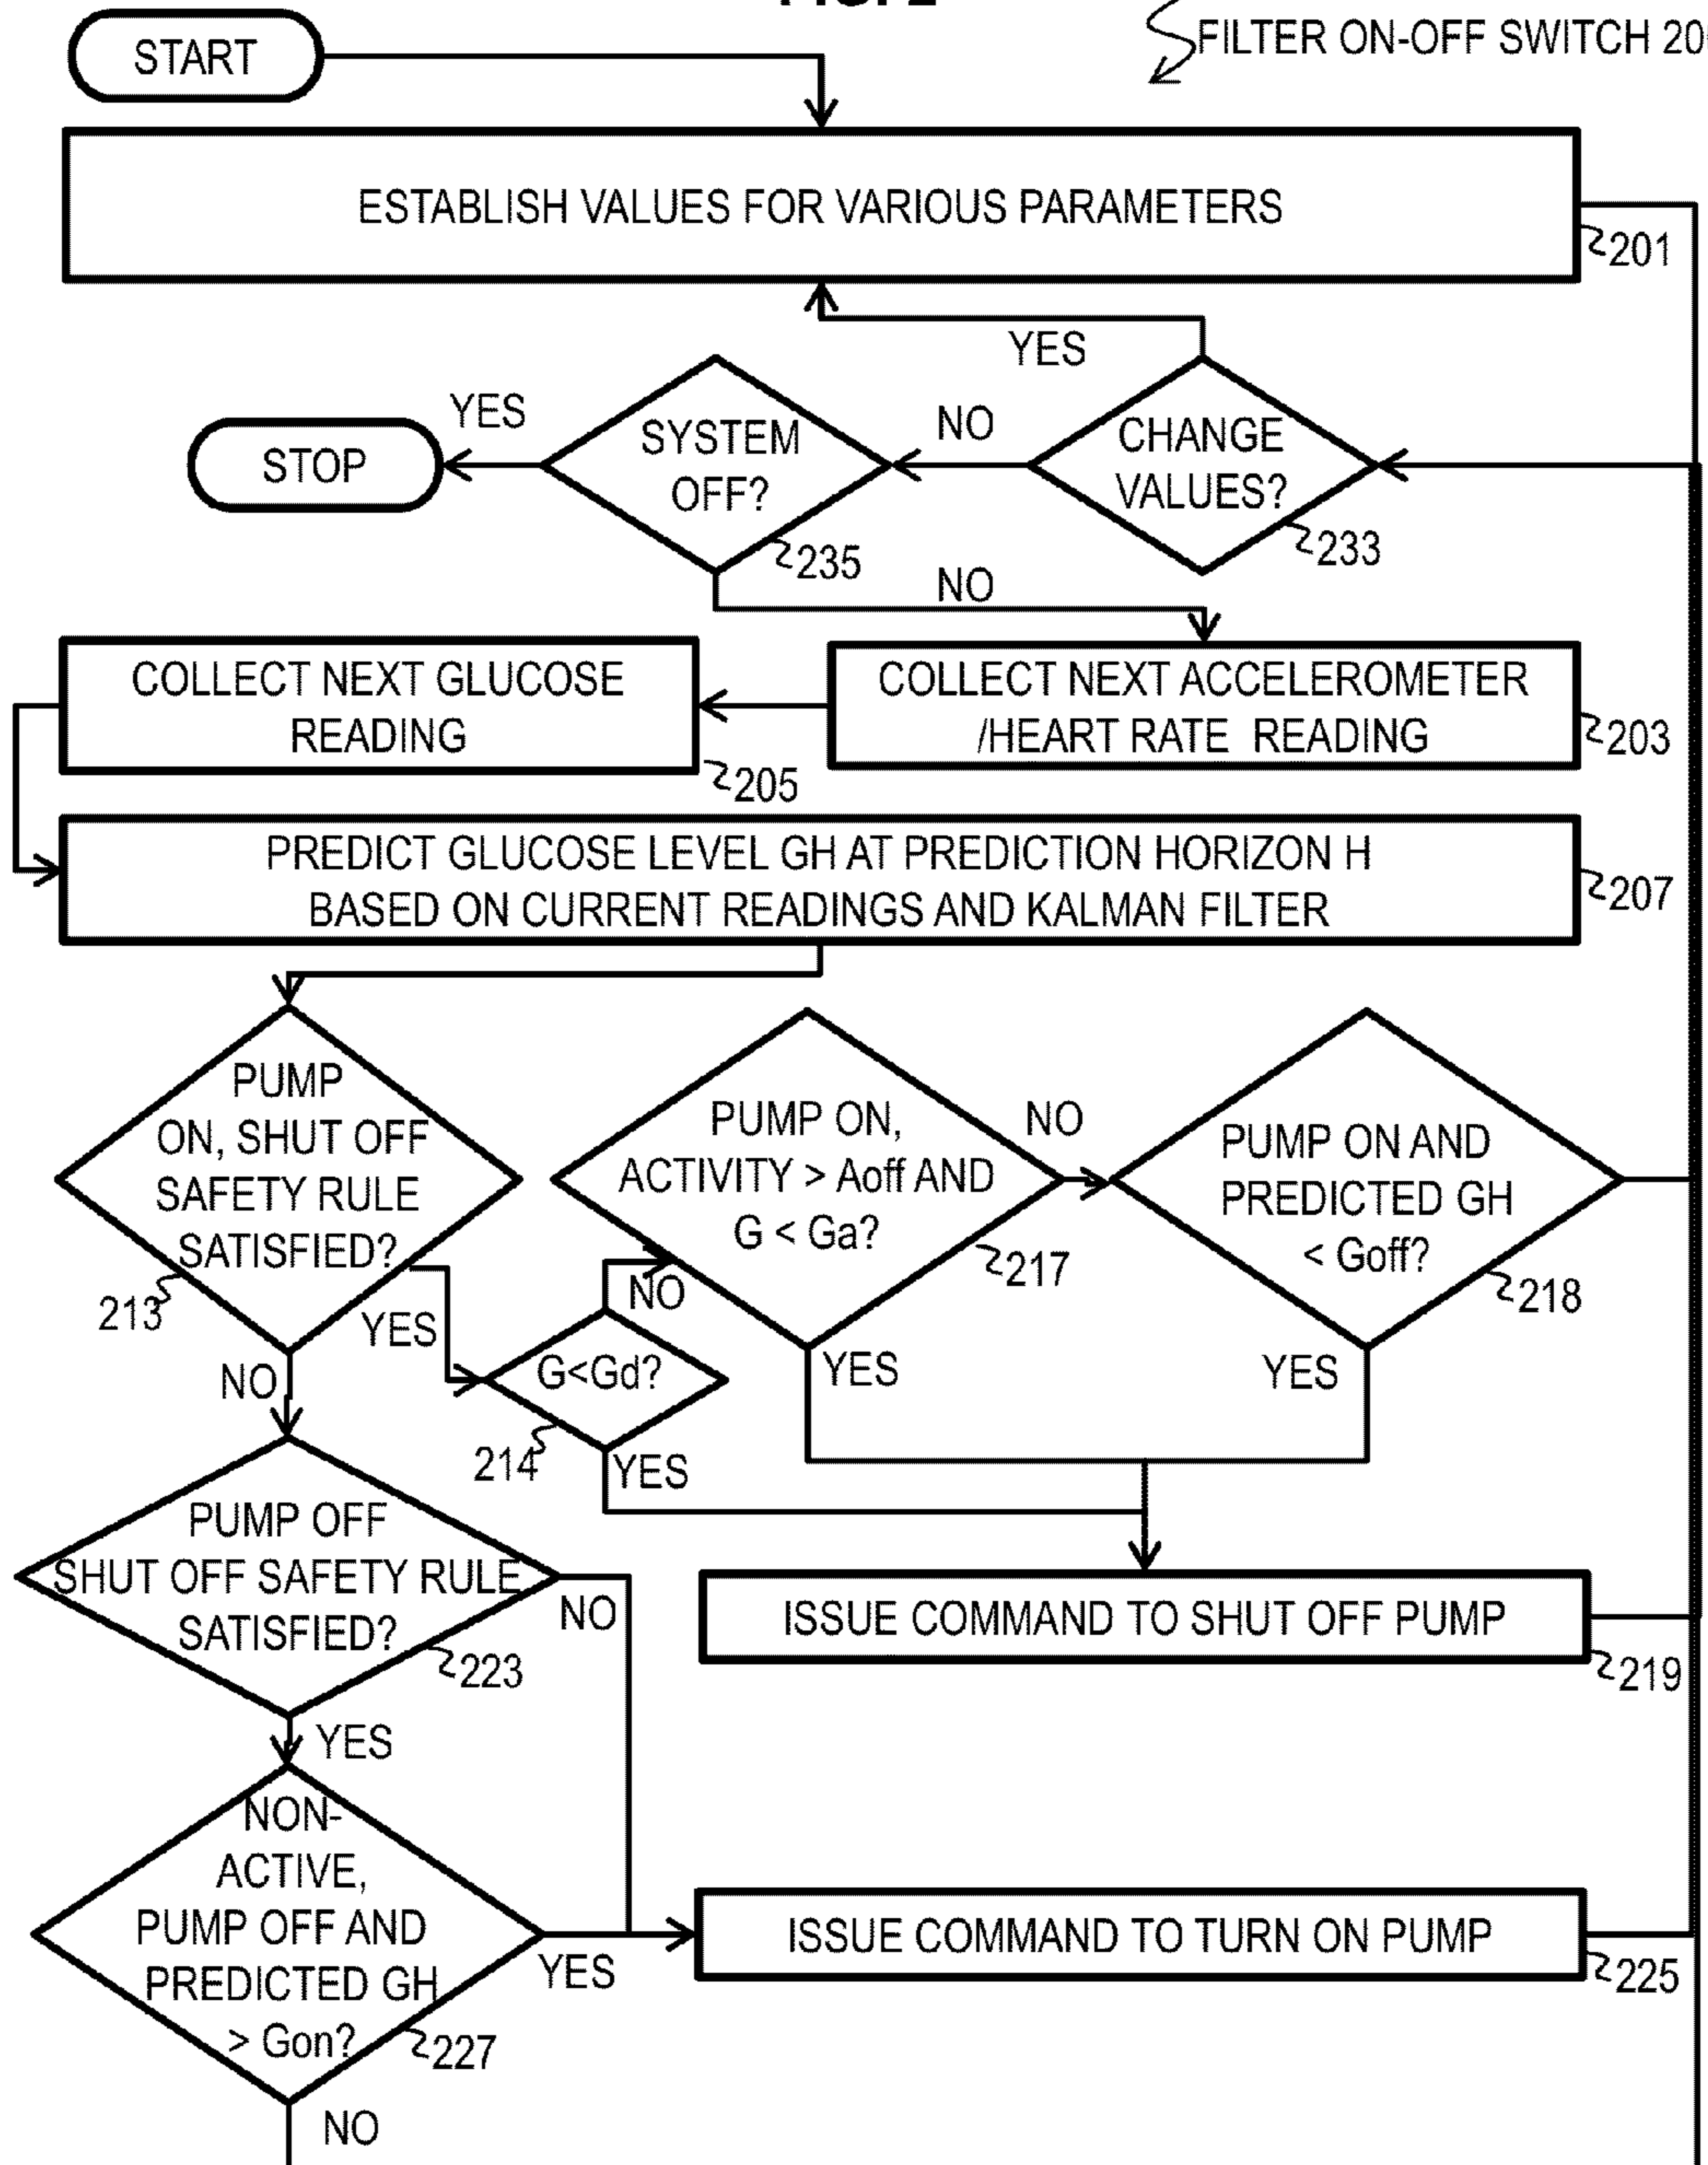 START
FILTER ON-OFF SWITCH 20
ESTABLISH VALUES FOR VARIOUS PARAMETERS
201
YES
YES
SYSTEM
OFF?
NO
CHANGE
VALUES?
STOP
235
233
NO
COLLECT NEXT GLUCOSE
READING
COLLECT NEXT ACCELEROMETER
/HEART RATE READING
205
203
PREDICT GLUCOSE LEVEL GH AT PREDICTION HORIZON H
BASED ON CURRENT READINGS AND KALMAN FILTER
207
PUMP
ON, SHUT OFF
SAFETY RULE
SATISFIED?
213
PUMP ON,
ACTIVITY > Aoff AND
G < Ga?
217
NO
PUMP ON AND
PREDICTED GH
< Goff?
218
YES
NO
NO
G<Gd?
214
YES
YES
YES
PUMP OFF
SHUT OFF SAFETY RULE
SATISFIED?
223
NO
ISSUE COMMAND TO SHUT OFF PUMP
219
YES
NON-
ACTIVE,
PUMP OFF AND
PREDICTED GH
> Gon?
227
YES
ISSUE COMMAND TO TURN ON PUMP
225
NO